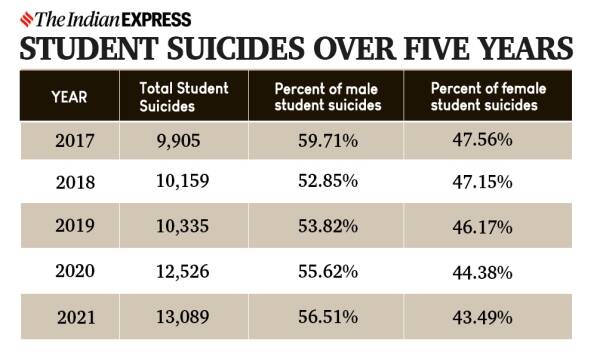 The Indian EXPRESS
STUDENT SUICIDES OVER FIVE YEARS
YEAR Total Student Suicides Percent of male student suicides Percent of female student suicides
2017 9,905 59.71% 47.56%
2018 10,159 52.85% 47.15%
2019 10,335 53.82% 46.17%
2020 12,526 55.62% 44.38%
2021 13,089 56.51% 43.49%